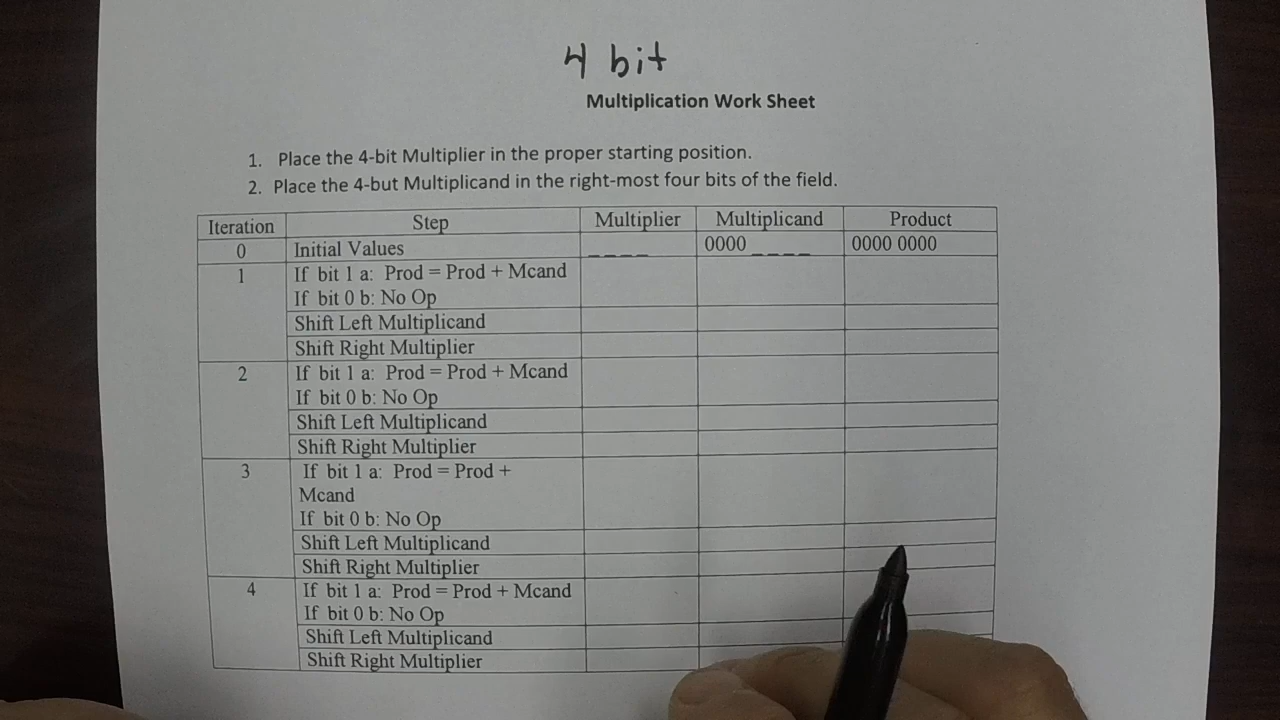 4 bit
Multiplication Work Sheet
1. Place the 4-bit Multiplier in the proper starting position.
2. Place the 4-but Multiplicand in the right-most four bits of the field.
Iteration Step Multiplier Multiplicand Product
0 Initial Values _ _ _ _ 0000 _ _ _ _ 0000 0000
1 If bit 1 a: Prod = Prod + Mcand
If bit 0 b: No Op
Shift Left Multiplicand
Shift Right Multiplier
2 If bit 1 a: Prod = Prod + Mcand
If bit 0 b: No Op
Shift Left Multiplicand
Shift Right Multiplier
3 If bit 1 a: Prod = Prod +
Mcand
If bit 0 b: No Op
Shift Left Multiplicand
Shift Right Multiplier
4 If bit 1 a: Prod = Prod + Mcand
If bit 0 b: No Op
Shift Left Multiplicand
Shift Right Multiplier